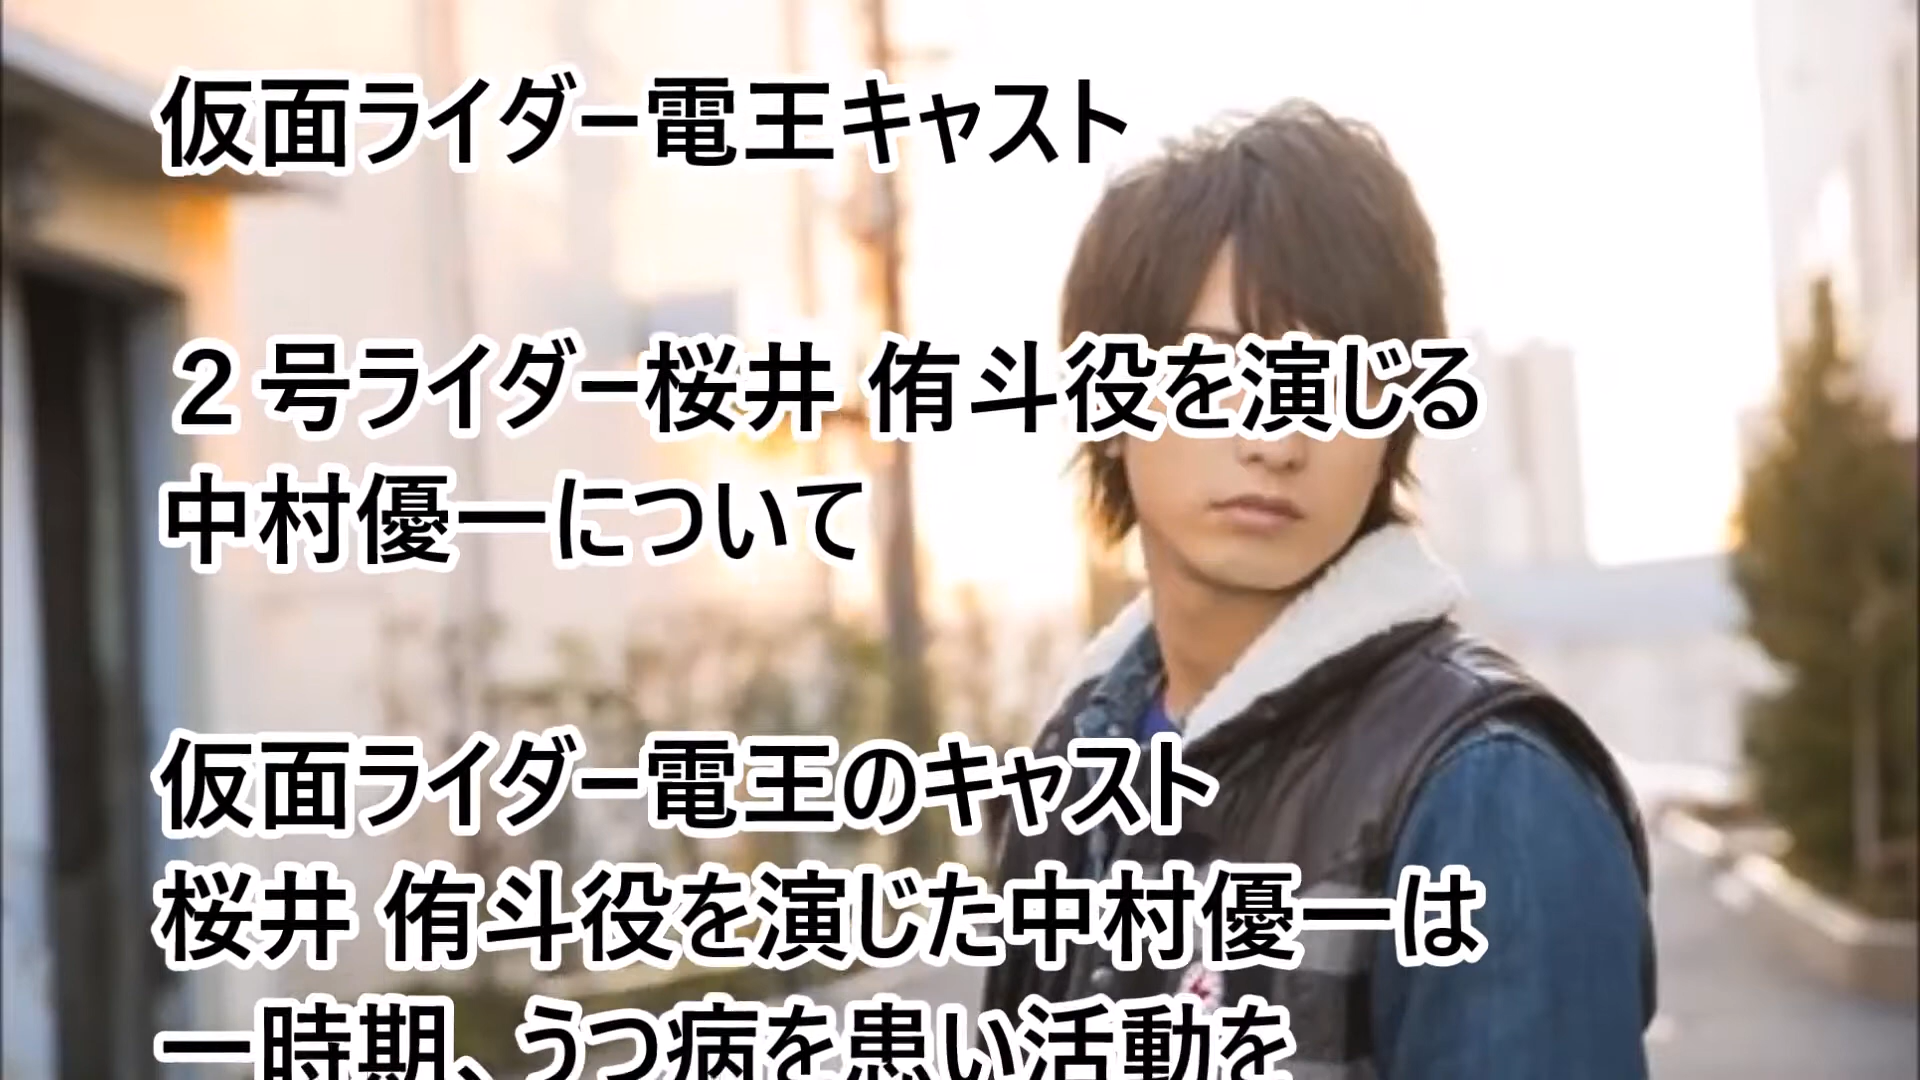 仮面ライダー電王キャスト
２号ライダー桜井 侑斗役を演じる
中村優一について
仮面ライダー電王のキャスト
桜井 侑斗役を演じた中村優一は
一時期、うつ病を患い活動を